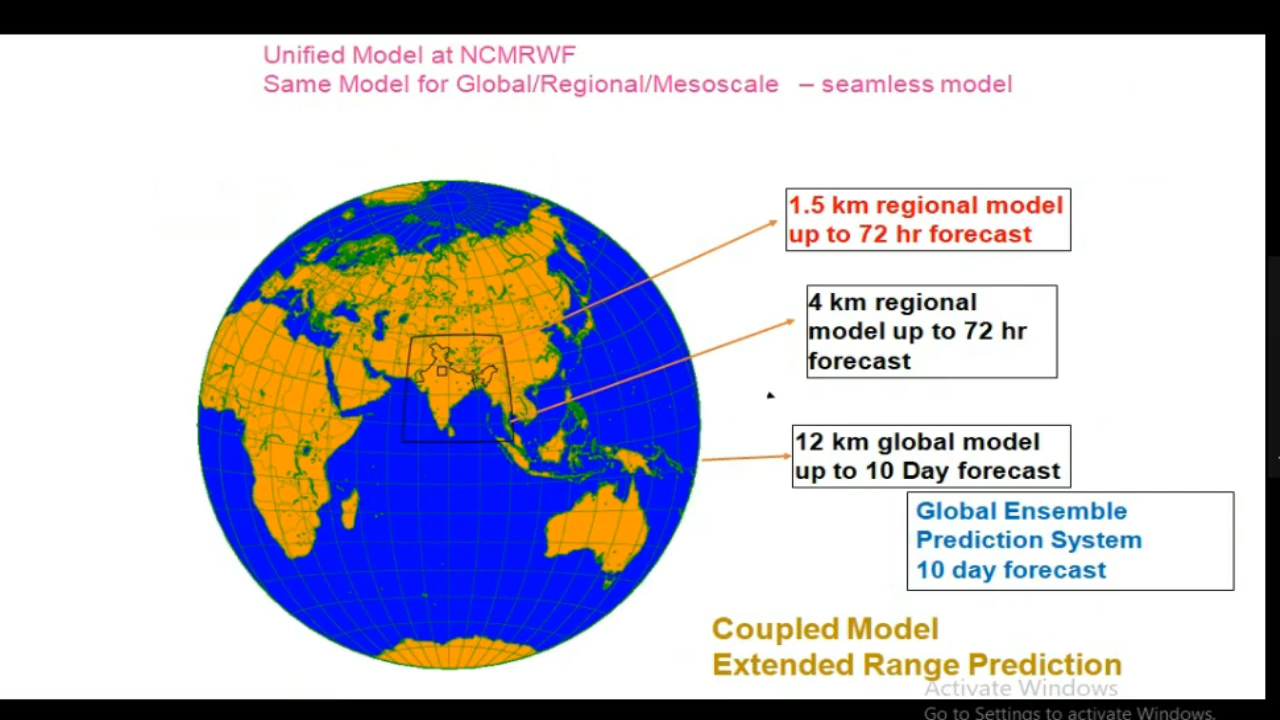 Unified Model at NCMRWF
Same Model for Global/Regional/Mesoscale – seamless model
1.5 km regional model
up to 72 hr forecast
4 km regional
model up to 72 hr
forecast
12 km global model
up to 10 Day forecast
Global Ensemble
Prediction System
10 day forecast
Coupled Model
Extended Range Prediction
Activate Windows
Go to Settings to activate Windows.